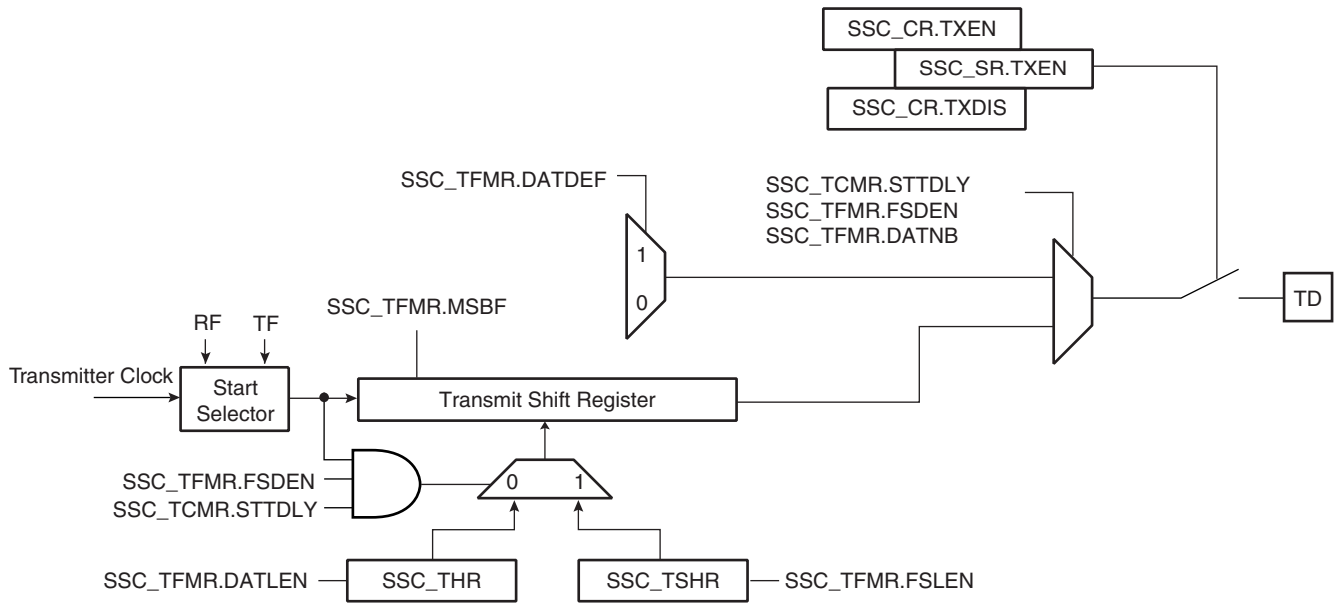 SSC_CR.TXEN
SSC_SR.TXEN
SSC_CR.TXDIS
SSC_TFMR.DATDEF
SSC_TCMR.STTDLY
SSC_TFMR.FSDEN
SSC_TFMR.DATNB
1
0
TD
SSC_TFMR.MSBF
RF
TF
Transmitter Clock
Start
Selector
Transmit Shift Register
SSC_TFMR.FSDEN
SSC_TCMR.STTDLY
0
1
SSC_TFMR.DATLEN
SSC_THR
SSC_TSHR
SSC_TFMR.FSLEN